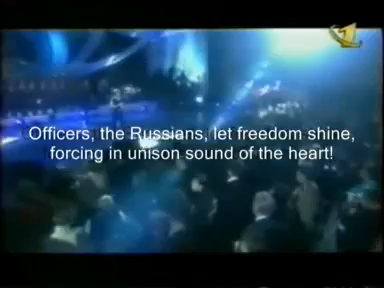 Officers, the Russians, let freedom shine,
forcing in unison sound of the heart!